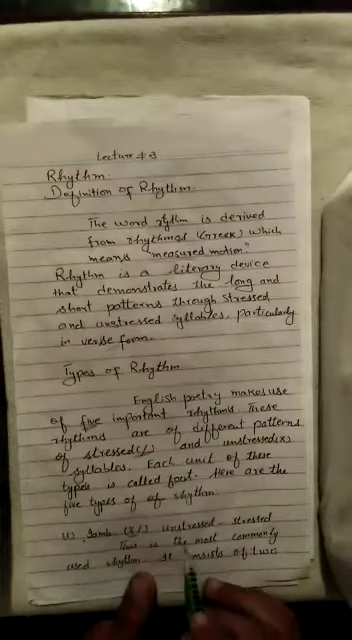 Lecture # 3
Rhythm.
Definition of Rhythm.
The word rythm is derived
from rhythmos (Greek) which
means "measured motion".
Rhythm is a literary device
that demonstrates the long and
short patterns through stressed
and unstressed syllables, particularly
in verse form.
Types of Rhythm
English poetry makes use
of five important rhythms. These
rhythms are of different patterns
of stressed(/) and unstressed(x)
syllables. Each unit of these
types is called foot. Here are the
five types of of rhythm.
(1) Iamb (x/) unstressed - stressed
This is the most commonly
used rhythm. It consists of two